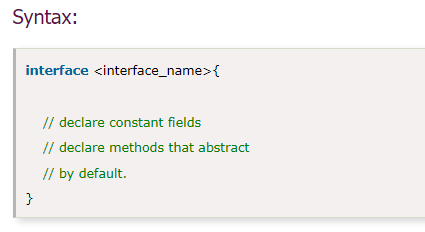 Syntax:
interface <interface_name>{
// declare constant fields
// declare methods that abstract
// by default.
}